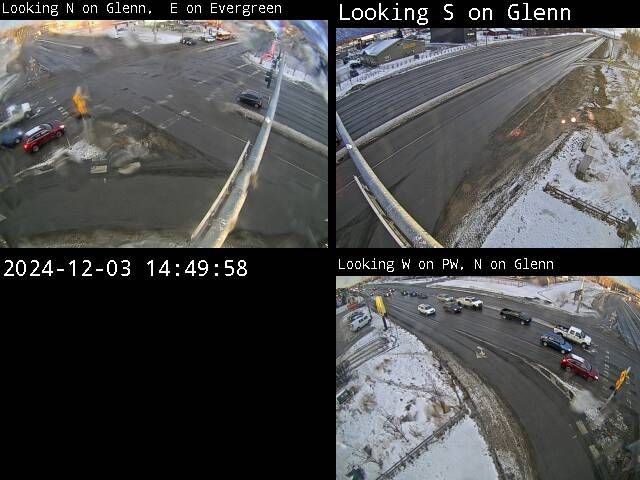 Looking N on Glenn,  E on Evergreen
Looking S on Glenn
2024-12-03 14:49:58
Looking W on PW, N on Glenn